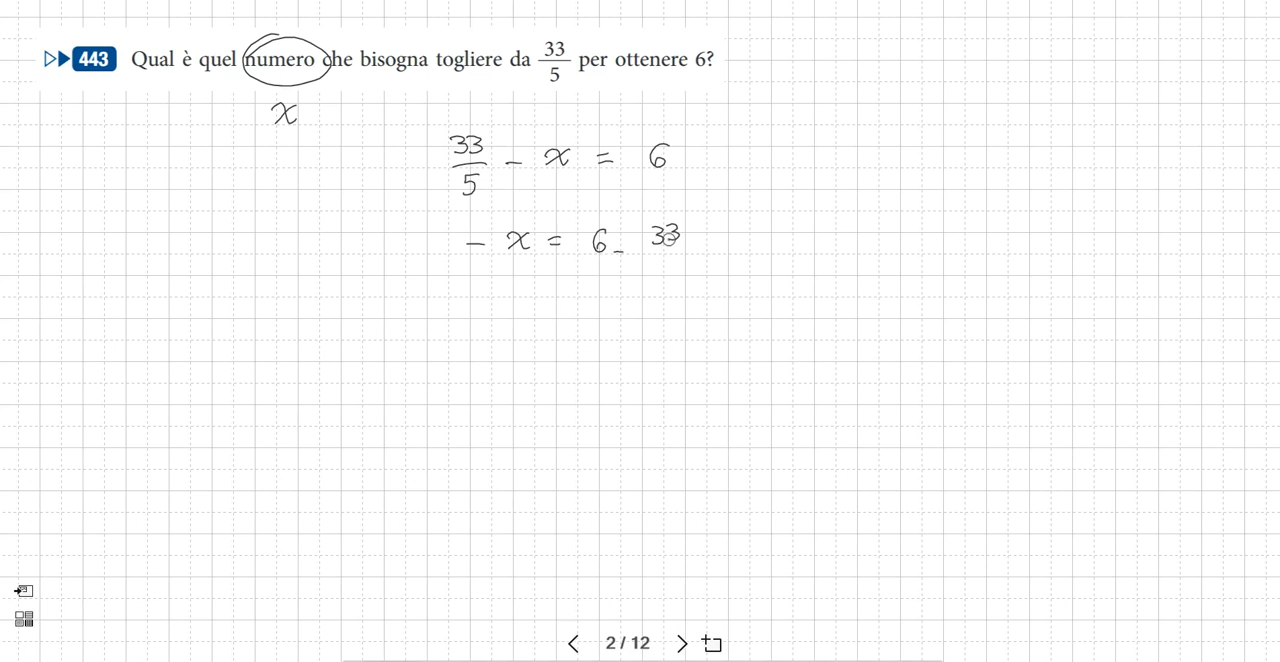 443 Qual è quel numero che bisogna togliere da 33/5 per ottenere 6?
x
33/5 - x = 6
- x = 6 - 33
2 / 12